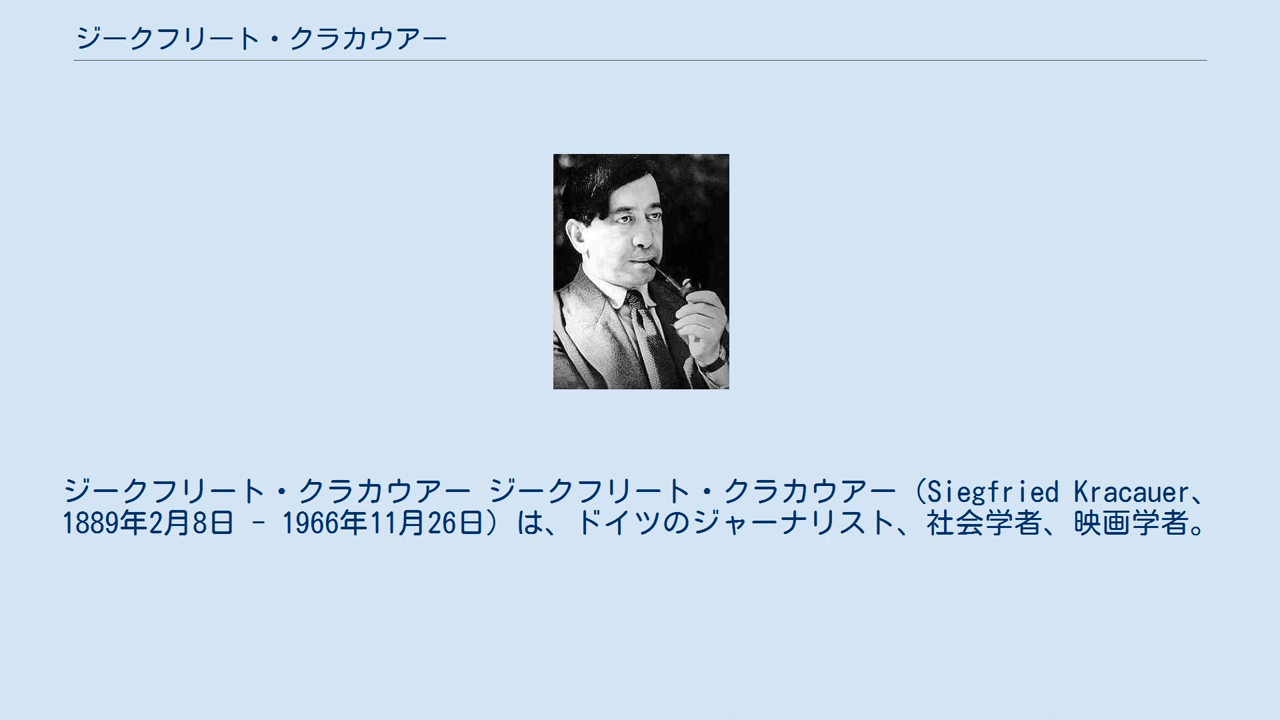 ジークフリート・クラカウアー
ジークフリート・クラカウアー ジークフリート・クラカウアー（Siegfried Kracauer、
1889年2月8日 - 1966年11月26日）は、ドイツのジャーナリスト、社会学者、映画学者。